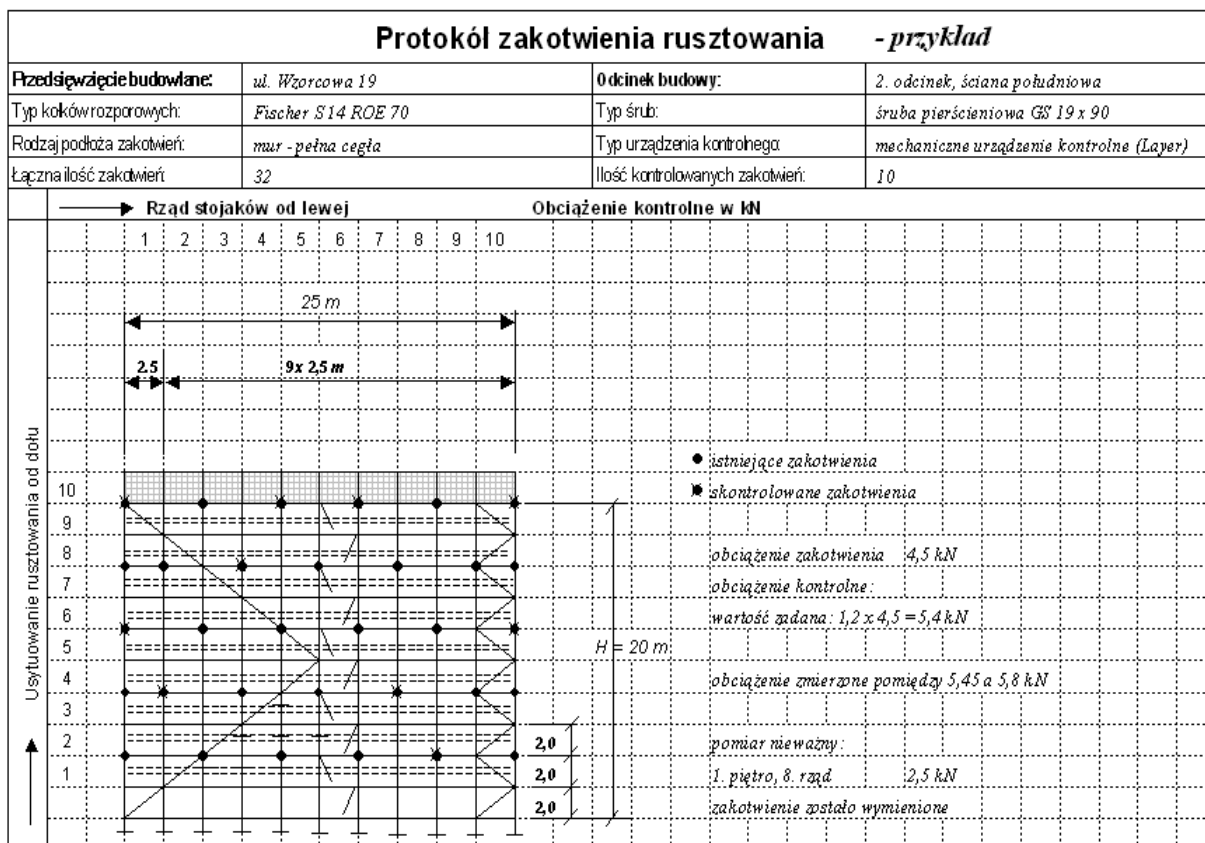 Protokół zakotwienia rusztowania - przykład
Przedsięwzięcie budowlane: ul. Wzorcowa 19 Odcinek budowy: 2. odcinek, ściana południowa
Typ kołków rozporowych: Fischer S 14 ROE 70 Typ śrub: śruba pierścieniowa GS 19 x 90
Rodzaj podłoża zakotwień: mur - pełna cegła Typ urządzenia kontrolnego: mechaniczne urządzenie kontrolne (Layer)
Łączna ilość zakotwień: 32 Ilość kontrolowanych zakotwień: 10
Rząd stojaków od lewej Obciążenie kontrolne w kN
1 2 3 4 5 6 7 8 9 10
25 m
2.5 9x 2,5 m
Usytuowanie rusztowania od dołu
10
9
8
7
6
5
4
3
2
1
H = 20 m
2,0
2,0
2,0
istniejące zakotwienia
skontrolowane zakotwienia
obciążenie zakotwienia 4,5 kN
obciążenie kontrolne:
wartość zadana: 1,2 x 4,5 = 5,4 kN
obciążenie zmierzone pomiędzy 5,45 a 5,8 kN
pomiar nieważny:
1. piętro, 8. rząd 2,5 kN
zakotwienie zostało wymienione